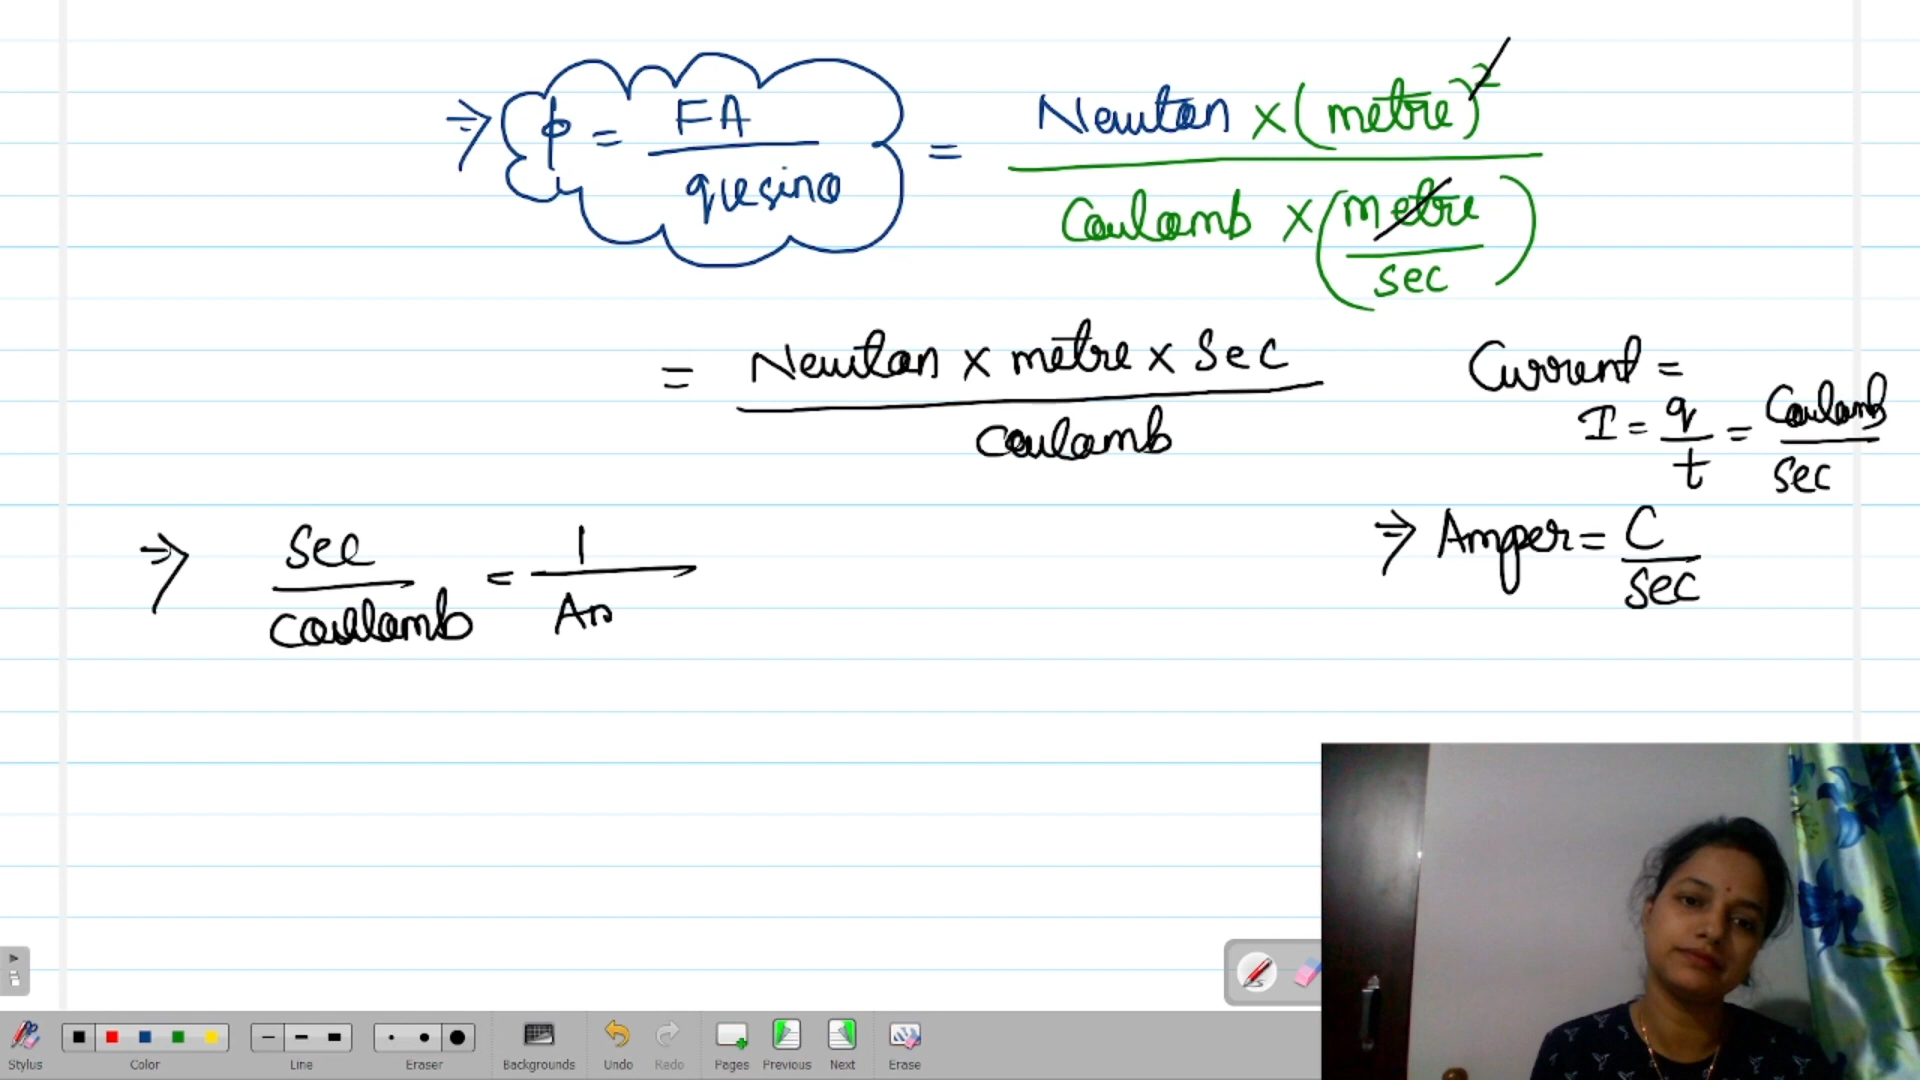 ⇒ ϕ = FA / qvsinθ = Newton × (metre)² / Coulomb × (metre / sec)
= Newton × metre × Sec / coulomb
Current =
I = q / t = Coulomb / sec
⇒ Amper = C / Sec
⇒ Sec / coulomb = 1 / Am
Stylus Color Line Eraser Backgrounds Undo Redo Pages Previous Next Erase